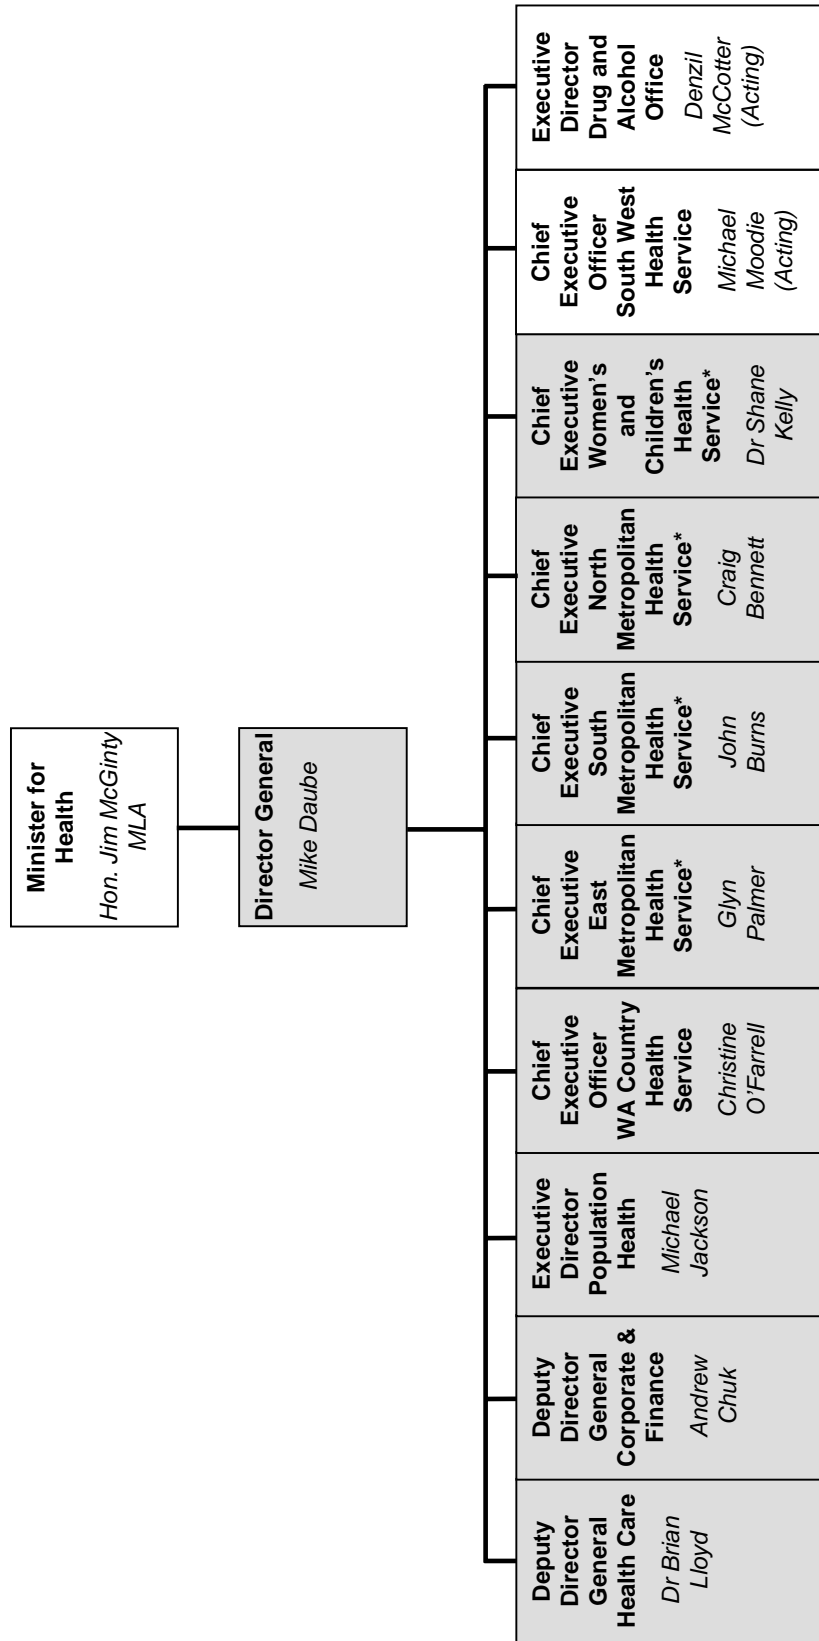 Minister for
Health
Hon. Jim McGinty
MLA
Director General
Mike Daube
Deputy
Director
General
Health Care
Dr Brian
Lloyd
Deputy
Director
General
Corporate &
Finance
Andrew
Chuk
Executive
Director
Population
Health
Michael
Jackson
Chief
Executive
Officer
WA Country
Health
Service
Christine
O'Farrell
Chief
Executive
East
Metropolitan
Health
Service*
Glyn
Palmer
Chief
Executive
South
Metropolitan
Health
Service*
John
Burns
Chief
Executive
North
Metropolitan
Health
Service*
Craig
Bennett
Chief
Executive
Women's
and
Children's
Health
Service*
Dr Shane
Kelly
Chief
Executive
Officer
South West
Health
Service
Michael
Moodie
(Acting)
Executive
Director
Drug and
Alcohol
Office
Denzil
McCotter
(Acting)